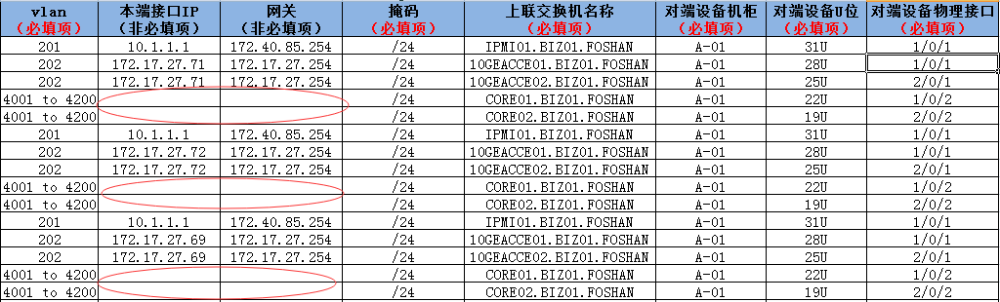 vlan 本端接口IP 网关 掩码 上联交换机名称 对端设备机柜 对端设备U位 对端设备物理接口
(必填项) (非必填项) (非必填项) (必填项) (必填项) (必填项) (必填项) (必填项)
201 10.1.1.1 172.40.85.254 /24 IPMI01.BIZ01.FOSHAN A-01 31U 1/0/1
202 172.17.27.71 172.17.27.254 /24 10GEACCE01.BIZ01.FOSHAN A-01 28U 1/0/1
202 172.17.27.71 172.17.27.254 /24 10GEACCE02.BIZ01.FOSHAN A-01 25U 2/0/1
4001 to 4200 /24 CORE01.BIZ01.FOSHAN A-01 22U 1/0/2
4001 to 4200 /24 CORE02.BIZ01.FOSHAN A-01 19U 2/0/2
201 10.1.1.1 172.40.85.254 /24 IPMI01.BIZ01.FOSHAN A-01 31U 1/0/1
202 172.17.27.72 172.17.27.254 /24 10GEACCE01.BIZ01.FOSHAN A-01 28U 1/0/1
202 172.17.27.72 172.17.27.254 /24 10GEACCE02.BIZ01.FOSHAN A-01 25U 2/0/1
4001 to 4200 /24 CORE01.BIZ01.FOSHAN A-01 22U 1/0/2
4001 to 4200 /24 CORE02.BIZ01.FOSHAN A-01 19U 2/0/2
201 10.1.1.1 172.40.85.254 /24 IPMI01.BIZ01.FOSHAN A-01 31U 1/0/1
202 172.17.27.69 172.17.27.254 /24 10GEACCE01.BIZ01.FOSHAN A-01 28U 1/0/1
202 172.17.27.69 172.17.27.254 /24 10GEACCE02.BIZ01.FOSHAN A-01 25U 2/0/1
4001 to 4200 /24 CORE01.BIZ01.FOSHAN A-01 22U 1/0/2
4001 to 4200 /24 CORE02.BIZ01.FOSHAN A-01 19U 2/0/2